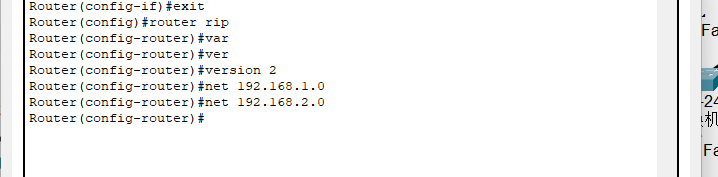 Router(config-if)#exit
Router(config)#router rip
Router(config-router)#var
Router(config-router)#ver
Router(config-router)#version 2
Router(config-router)#net 192.168.1.0
Router(config-router)#net 192.168.2.0
Router(config-router)#
Fa
-24
机
Fa